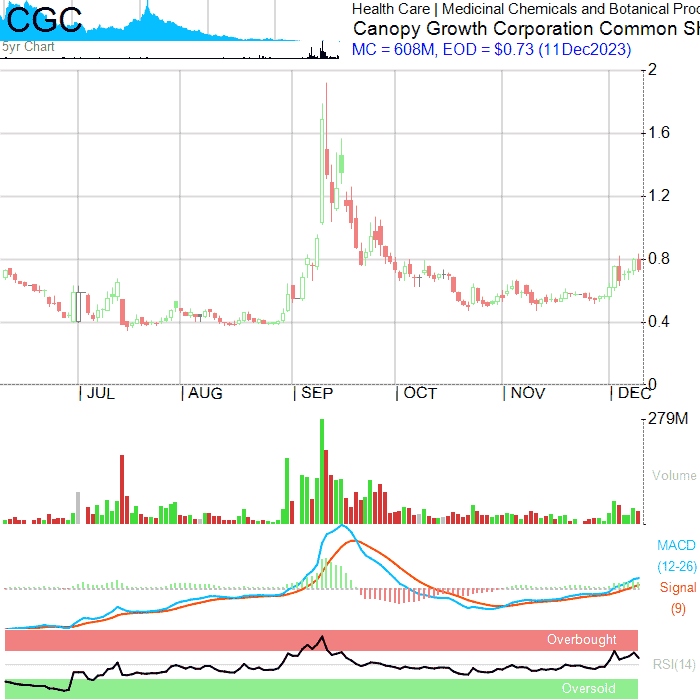 CGC
5yr Chart
Health Care | Medicinal Chemicals and Botanical Proc
Canopy Growth Corporation Common Sh
MC = 608M, EOD = $0.73 (11Dec2023)
2
1.6
1.2
0.8
0.4
0
JUL
AUG
SEP
OCT
NOV
DEC
279M
Volume
MACD
(12-26)
Signal
(9)
Overbought
RSI(14)
Oversold